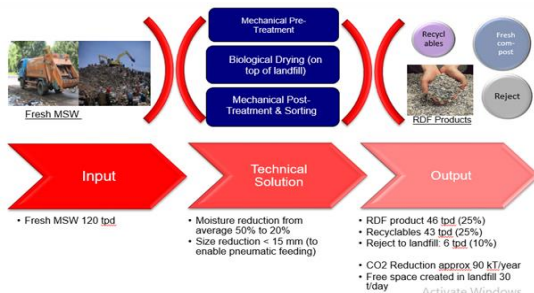 Mechanical Pre-
Treatment
Biological Drying (on
top of landfill)
Mechanical Post-
Treatment & Sorting
Fresh MSW
Recycl
ables
Fresh
com-
post
Reject
RDF Products
Input
Technical
Solution
Output
• Fresh MSW 120 tpd
• Moisture reduction from
average 50% to 20%
• Size reduction < 15 mm (to
enable pneumatic feeding)
• RDF product 46 tpd (25%)
• Recyclables 43 tpd (25%)
• Reject to landfill: 6 tpd (10%)
• CO2 Reduction approx 90 kT/year
• Free space created in landfill 30
t/day
Activate Windows